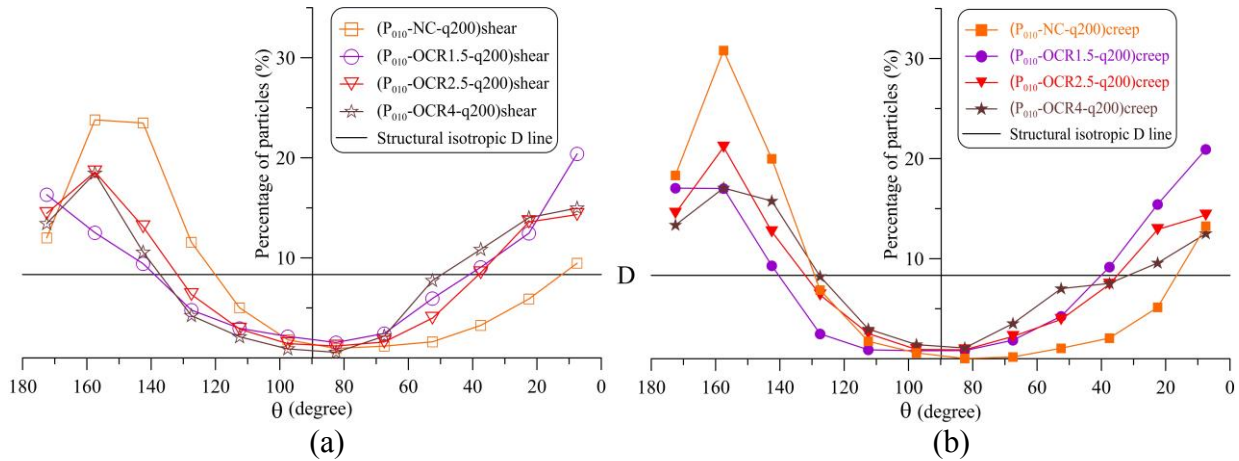 (P₀₁₀-NC-q200)shear
(P₀₁₀-OCR1.5-q200)shear
(P₀₁₀-OCR2.5-q200)shear
(P₀₁₀-OCR4-q200)shear
Structural isotropic D line
Percentage of particles (%)
30
20
10
180 160 140 120 100 80 60 40 20 0
θ (degree)
(a)
(P₀₁₀-NC-q200)creep
(P₀₁₀-OCR1.5-q200)creep
(P₀₁₀-OCR2.5-q200)creep
(P₀₁₀-OCR4-q200)creep
Structural isotropic D line
Percentage of particles (%)
30
20
10
D
180 160 140 120 100 80 60 40 20 0
θ (degree)
(b)